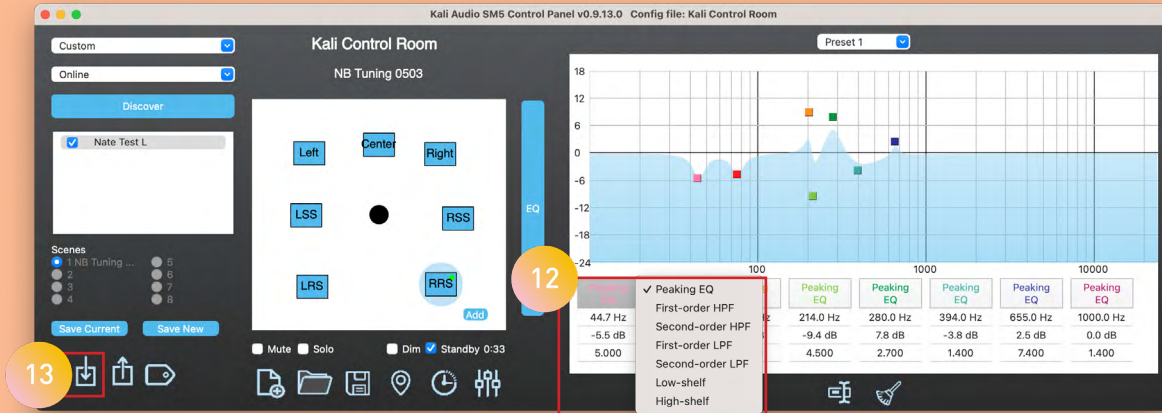 Kali Audio SM5 Control Panel v0.9.13.0 Config file: Kali Control Room
Custom
Online
Discover
Nate Test L
Scenes
1 NB Tuning ...
5
2
6
3
7
4
8
Save Current
Save New
13
Kali Control Room
NB Tuning 0503
Left
Center
Right
LSS
RSS
LRS
RRS
Add
Mute
Solo
Dim
Standby 0:33
EQ
Preset 1
18
12
6
0
-6
-12
-18
-24
100
1000
10000
12
Peaking
EQ
44.7 Hz
-5.5 dB
5.000
✓ Peaking EQ
First-order HPF
Second-order HPF
First-order LPF
Second-order LPF
Low-shelf
High-shelf
Peaking
EQ
214.0 Hz
-9.4 dB
4.500
Peaking
EQ
280.0 Hz
7.8 dB
2.700
Peaking
EQ
394.0 Hz
-3.8 dB
1.400
Peaking
EQ
655.0 Hz
2.5 dB
7.400
Peaking
EQ
1000.0 Hz
0.0 dB
1.400